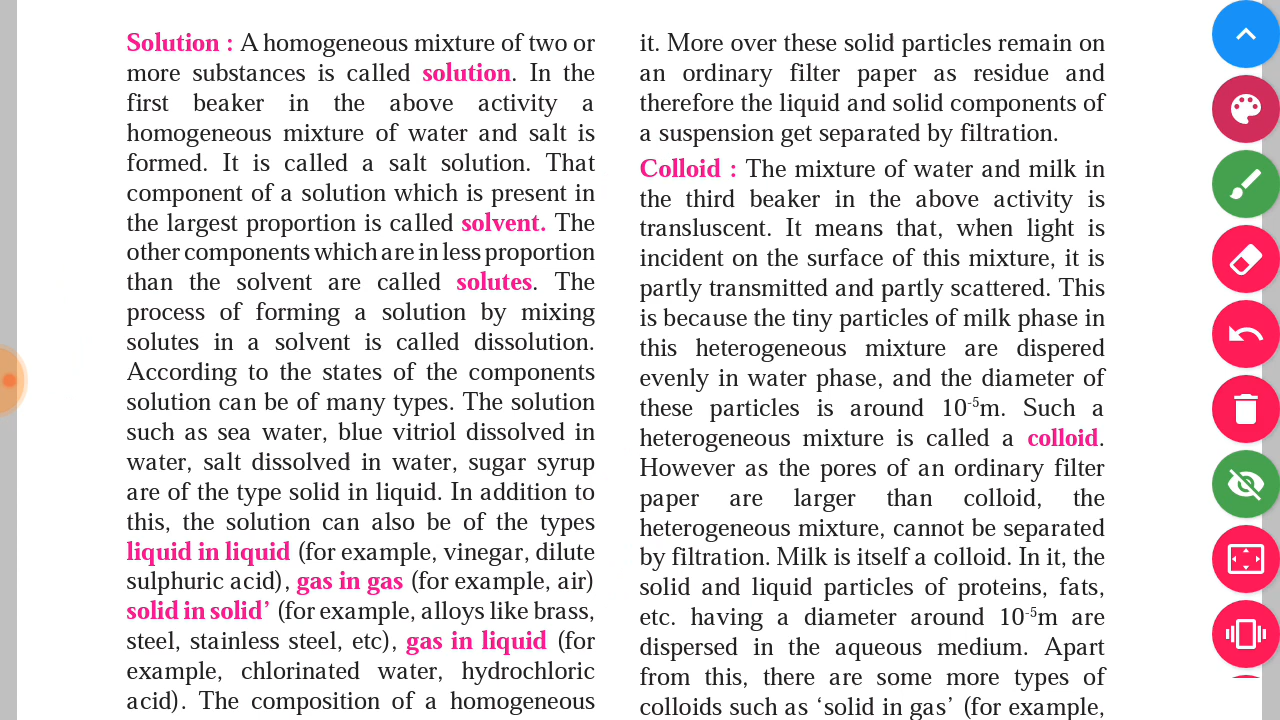 Solution : A homogeneous mixture of two or
more substances is called solution. In the
first beaker in the above activity a
homogeneous mixture of water and salt is
formed. It is called a salt solution. That
component of a solution which is present in
the largest proportion is called solvent. The
other components which are in less proportion
than the solvent are called solutes. The
process of forming a solution by mixing
solutes in a solvent is called dissolution.
According to the states of the components
solution can be of many types. The solution
such as sea water, blue vitriol dissolved in
water, salt dissolved in water, sugar syrup
are of the type solid in liquid. In addition to
this, the solution can also be of the types
liquid in liquid (for example, vinegar, dilute
sulphuric acid), gas in gas (for example, air)
solid in solid’ (for example, alloys like brass,
steel, stainless steel, etc), gas in liquid (for
example, chlorinated water, hydrochloric
acid). The composition of a homogeneous
it. More over these solid particles remain on
an ordinary filter paper as residue and
therefore the liquid and solid components of
a suspension get separated by filtration.
Colloid : The mixture of water and milk in
the third beaker in the above activity is
transluscent. It means that, when light is
incident on the surface of this mixture, it is
partly transmitted and partly scattered. This
is because the tiny particles of milk phase in
this heterogeneous mixture are dispered
evenly in water phase, and the diameter of
these particles is around 10⁻⁵m. Such a
heterogeneous mixture is called a colloid.
However as the pores of an ordinary filter
paper are larger than colloid, the
heterogeneous mixture, cannot be separated
by filtration. Milk is itself a colloid. In it, the
solid and liquid particles of proteins, fats,
etc. having a diameter around 10⁻⁵m are
dispersed in the aqueous medium. Apart
from this, there are some more types of
colloids such as ‘solid in gas’ (for example,